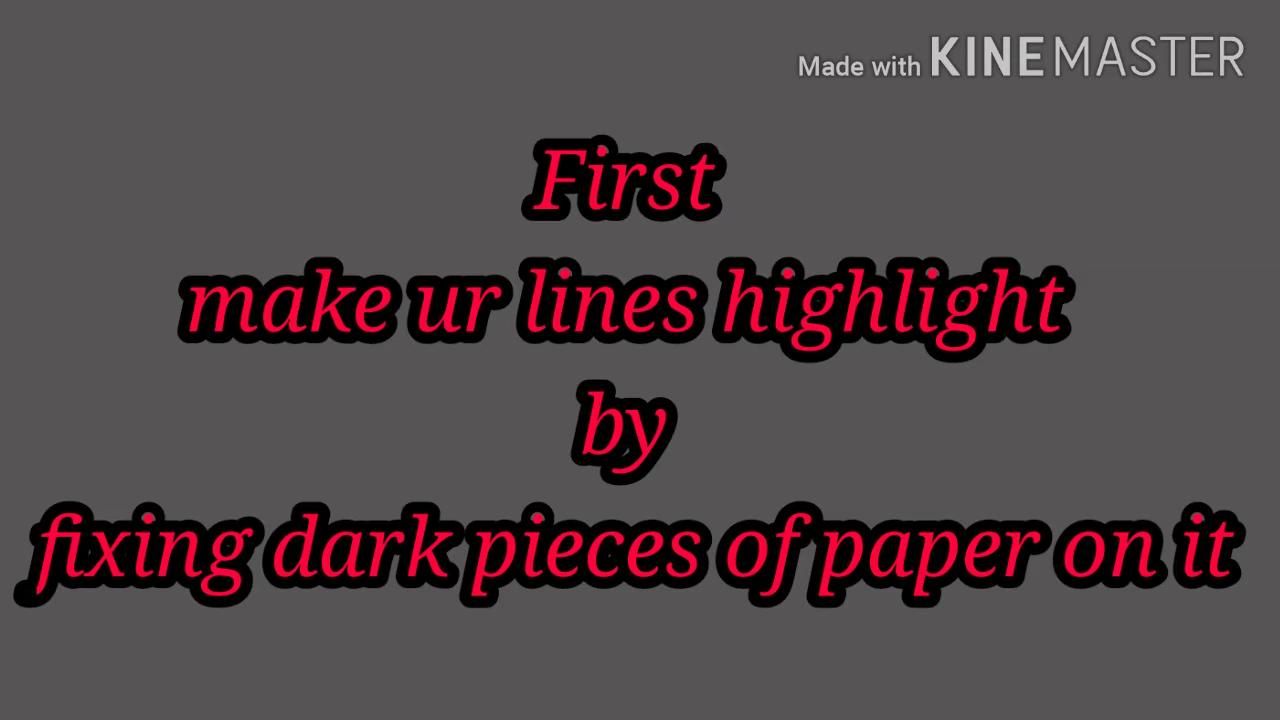 Made with KINEMASTER
First
make ur lines highlight
by
fixing dark pieces of paper on it